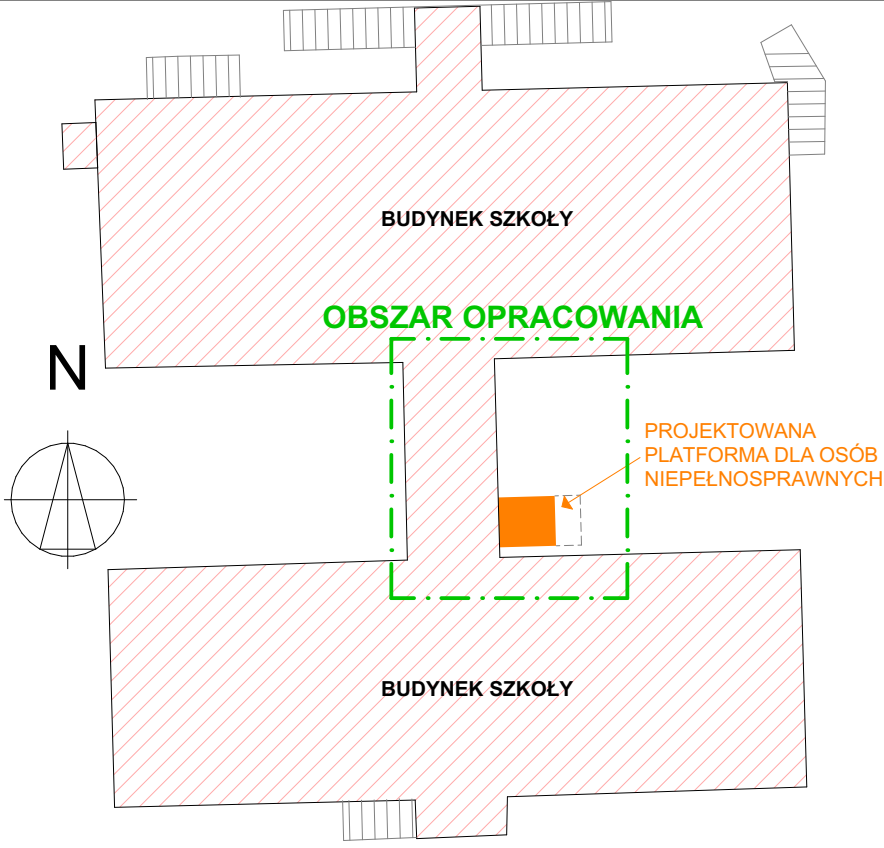 BUDYNEK SZKOŁY
OBSZAR OPRACOWANIA
N
PROJEKTOWANA
PLATFORMA DLA OSÓB
NIEPEŁNOSPRAWNYCH
BUDYNEK SZKOŁY